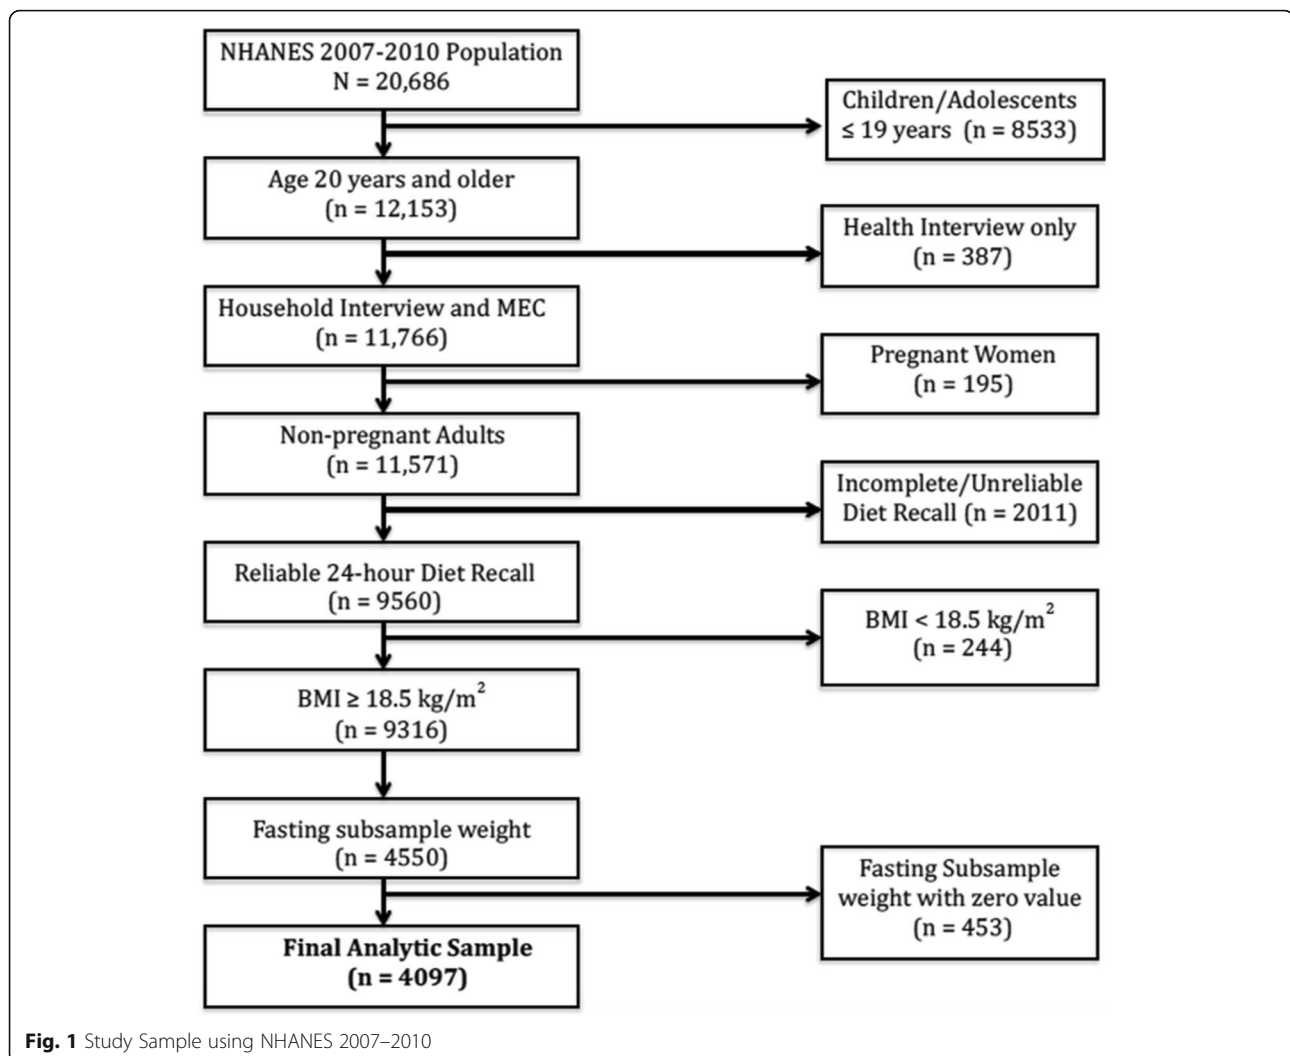 NHANES 2007-2010 Population
N = 20,686
Children/Adolescents
≤ 19 years (n = 8533)
Age 20 years and older
(n = 12,153)
Health Interview only
(n = 387)
Household Interview and MEC
(n = 11,766)
Pregnant Women
(n = 195)
Non-pregnant Adults
(n = 11,571)
Incomplete/Unreliable
Diet Recall (n = 2011)
Reliable 24-hour Diet Recall
(n = 9560)
BMI < 18.5 kg/m²
(n = 244)
BMI ≥ 18.5 kg/m²
(n = 9316)
Fasting subsample weight
(n = 4550)
Fasting Subsample
weight with zero value
(n = 453)
Final Analytic Sample
(n = 4097)
Fig. 1 Study Sample using NHANES 2007–2010